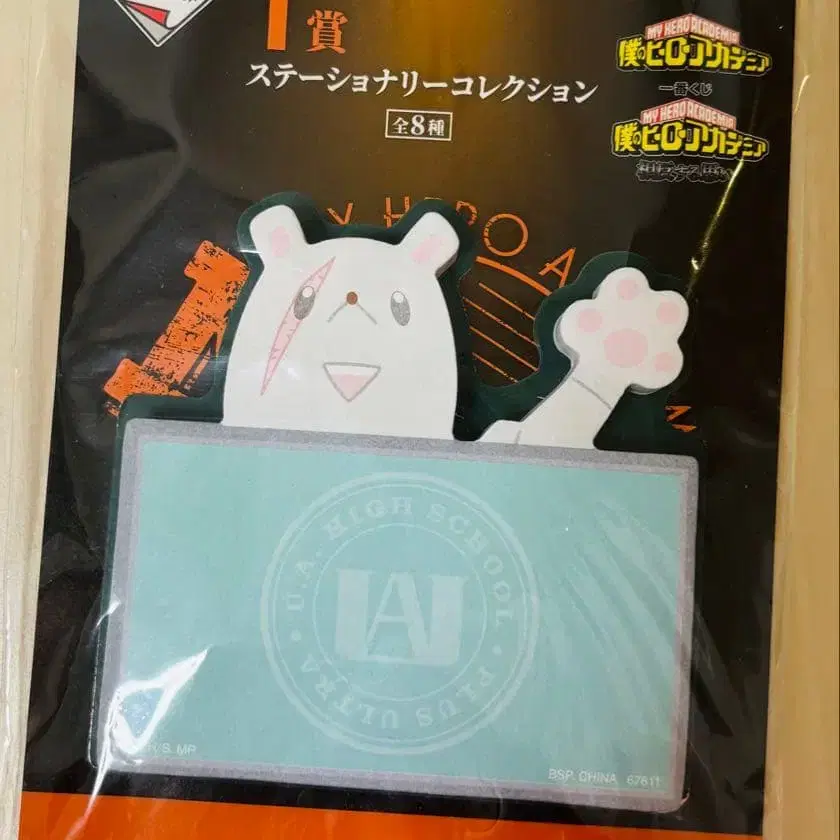 賞
ステーショナリーコレクション
全8種
MY HERO ACADEMIA
僕のヒーローアカデミア
一番くじ
MY HERO ACADEMIA
僕のヒーローアカデミア
Y HERO A
U.A. HIGH SCHOOL • PLUS ULTRA •
UA
S. MP
BSP. CHINA 67611